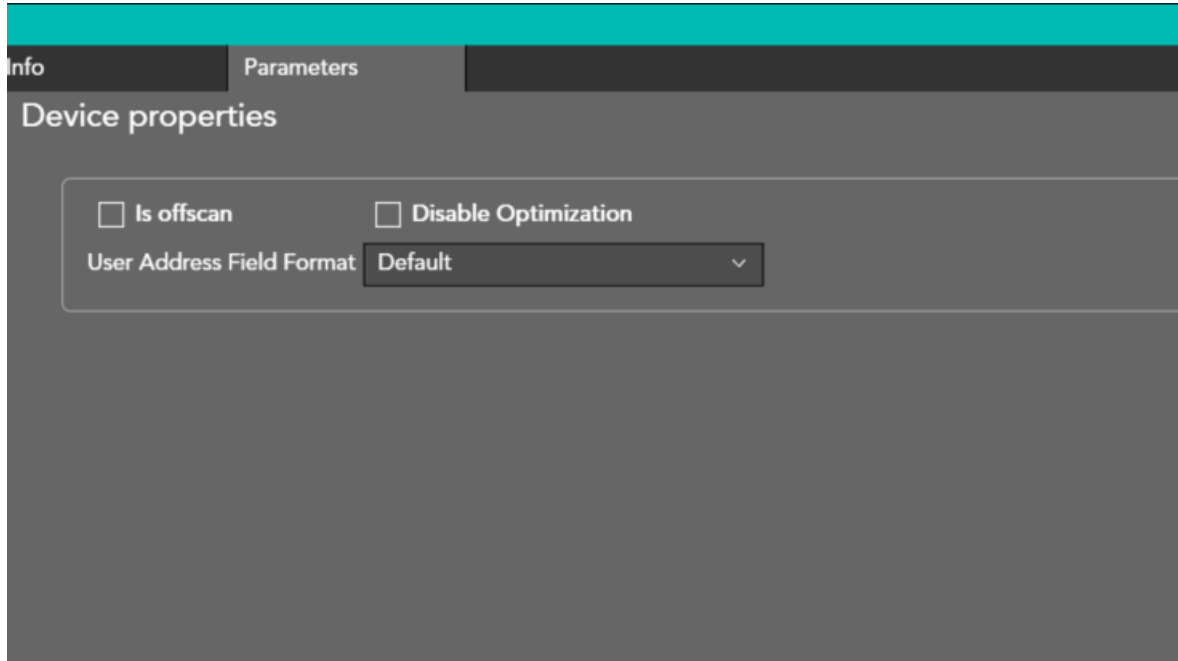 Info Parameters
Device properties
Is offscan Disable Optimization
User Address Field Format Default